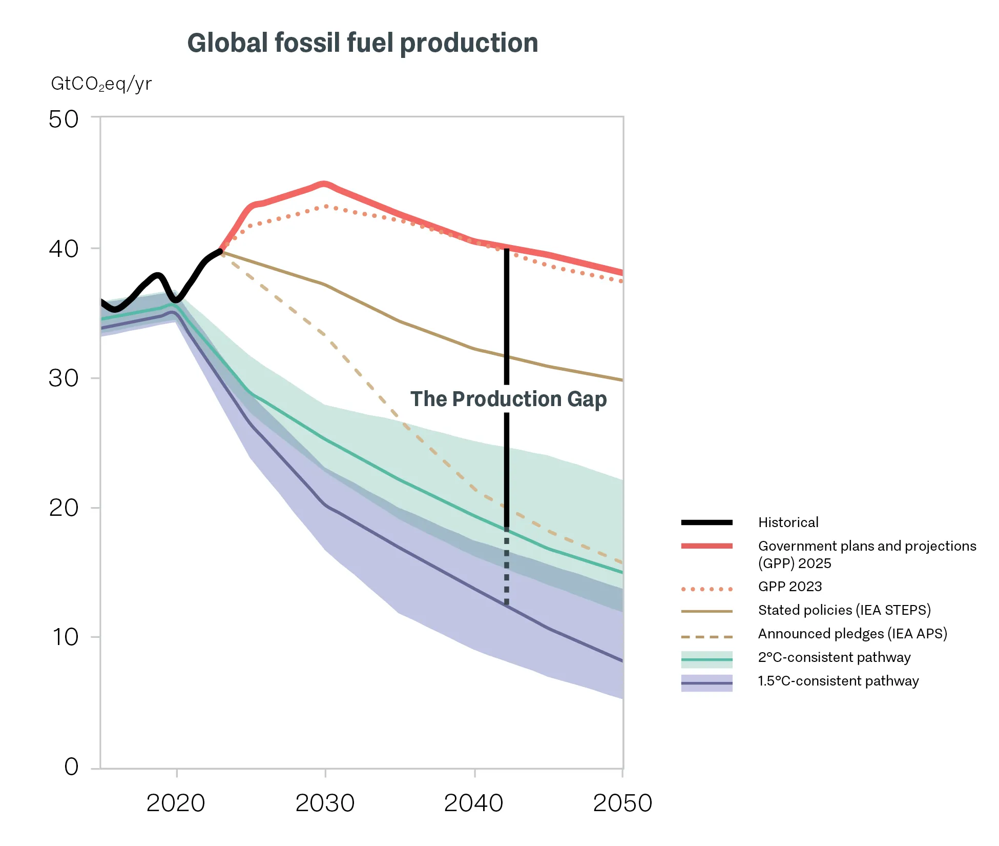 Global fossil fuel production
GtCO₂eq/yr
50
40
30
20
10
0
2020 2030 2040 2050
The Production Gap
Historical
Government plans and projections
(GPP) 2025
GPP 2023
Stated policies (IEA STEPS)
Announced pledges (IEA APS)
2°C-consistent pathway
1.5°C-consistent pathway